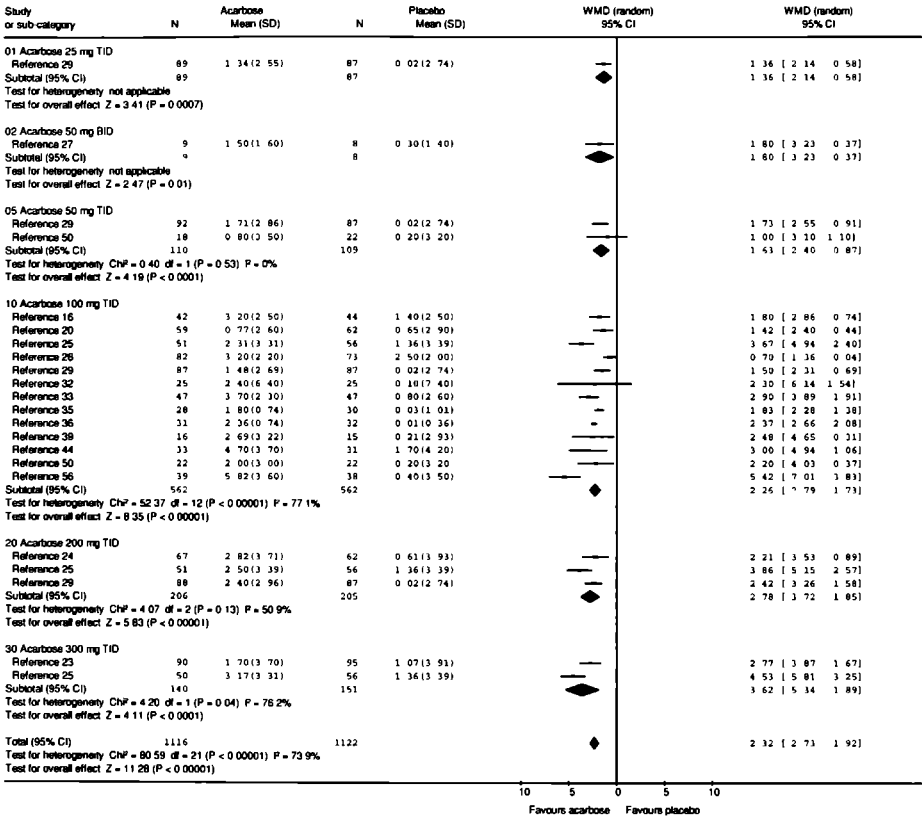 Study Acarbose Placebo WMD (random) WMD (random)
or sub-category N Mean (SD) N Mean (SD) 95% CI 95% CI
01 Acarbose 25 mg TID
Reference 29 89 1 34(2 55) 87 0 02(2 74) 1 36 [ 2 14 0 58]
Subtotal (95% CI) 89 87 1 36 [ 2 14 0 58]
Test for heterogeneity not applicable
Test for overall effect Z = 3 41 (P = 0 0007)
02 Acarbose 50 mg BID
Reference 27 9 1 50(1 60) 8 0 30(1 40) 1 80 [ 3 23 0 37]
Subtotal (95% CI) 9 8 1 80 [ 3 23 0 37]
Test for heterogeneity not applicable
Test for overall effect Z = 2 47 (P = 0 01)
05 Acarbose 50 mg TID
Reference 29 92 1 71(2 86) 87 0 02(2 74) 1 73 [ 2 55 0 91]
Reference 50 18 0 80(3 50) 22 0 20(3 20) 1 00 [ 3 10 1 10]
Subtotal (95% CI) 110 109 1 63 [ 2 40 0 87]
Test for heterogeneity Chi² = 0 40 df = 1 (P = 0 53) I² = 0%
Test for overall effect Z = 4 19 (P < 0 0001)
10 Acarbose 100 mg TID
Reference 16 42 3 20(2 50) 44 1 40(2 50) 1 80 [ 2 86 0 74]
Reference 20 59 0 77(2 60) 62 0 65(2 90) 1 42 [ 2 40 0 44]
Reference 25 51 2 31(3 31) 56 1 36(3 39) 3 67 [ 4 94 2 40]
Reference 26 82 3 20(2 20) 73 2 50(2 00) 0 70 [ 1 36 0 04]
Reference 29 87 1 48(2 69) 87 0 02(2 74) 1 50 [ 2 31 0 69]
Reference 32 25 2 40(6 40) 25 0 10(7 40) 2 30 [ 6 14 1 54]
Reference 33 47 3 70(2 30) 47 0 80(2 60) 2 90 [ 3 89 1 91]
Reference 35 28 1 80(0 74) 30 0 03(1 01) 1 83 [ 2 28 1 38]
Reference 36 31 2 36(0 74) 32 0 01(0 36) 2 37 [ 2 66 2 08]
Reference 39 16 2 69(3 22) 15 0 21(2 93) 2 48 [ 4 65 0 31]
Reference 44 33 4 70(3 70) 31 1 70(4 20) 3 00 [ 4 94 1 06]
Reference 50 22 2 00(3 00) 22 0 20(3 20 2 20 [ 4 03 0 37]
Reference 56 39 5 82(3 60) 38 0 40(3 50) 5 42 [ 7 01 3 83]
Subtotal (95% CI) 562 562 2 26 [ 2 79 1 73]
Test for heterogeneity Chi² = 52 37 df = 12 (P < 0 00001) I² = 77 1%
Test for overall effect Z = 8 35 (P < 0 00001)
20 Acarbose 200 mg TID
Reference 24 67 2 82(3 71) 62 0 61(3 93) 2 21 [ 3 53 0 89]
Reference 25 51 2 50(3 39) 56 1 36(3 39) 3 86 [ 5 15 2 57]
Reference 29 88 2 40(2 96) 87 0 02(2 74) 2 42 [ 3 26 1 58]
Subtotal (95% CI) 206 205 2 78 [ 3 72 1 85]
Test for heterogeneity Chi² = 4 07 df = 2 (P = 0 13) I² = 50 9%
Test for overall effect Z = 5 83 (P < 0 00001)
30 Acarbose 300 mg TID
Reference 23 90 1 70(3 70) 95 1 07(3 91) 2 77 [ 3 87 1 67]
Reference 25 50 3 17(3 31) 56 1 36(3 39) 4 53 [ 5 81 3 25]
Subtotal (95% CI) 140 151 3 62 [ 5 34 1 89]
Test for heterogeneity Chi² = 4 20 df = 1 (P = 0 04) I² = 76 2%
Test for overall effect Z = 4 11 (P < 0 0001)
Total (95% CI) 1116 1122 2 32 [ 2 73 1 92]
Test for heterogeneity Chi² = 80 59 df = 21 (P < 0 00001) I² = 73 9%
Test for overall effect Z = 11 28 (P < 0 00001)
10 5 0 5 10
Favours acarbose Favours placebo